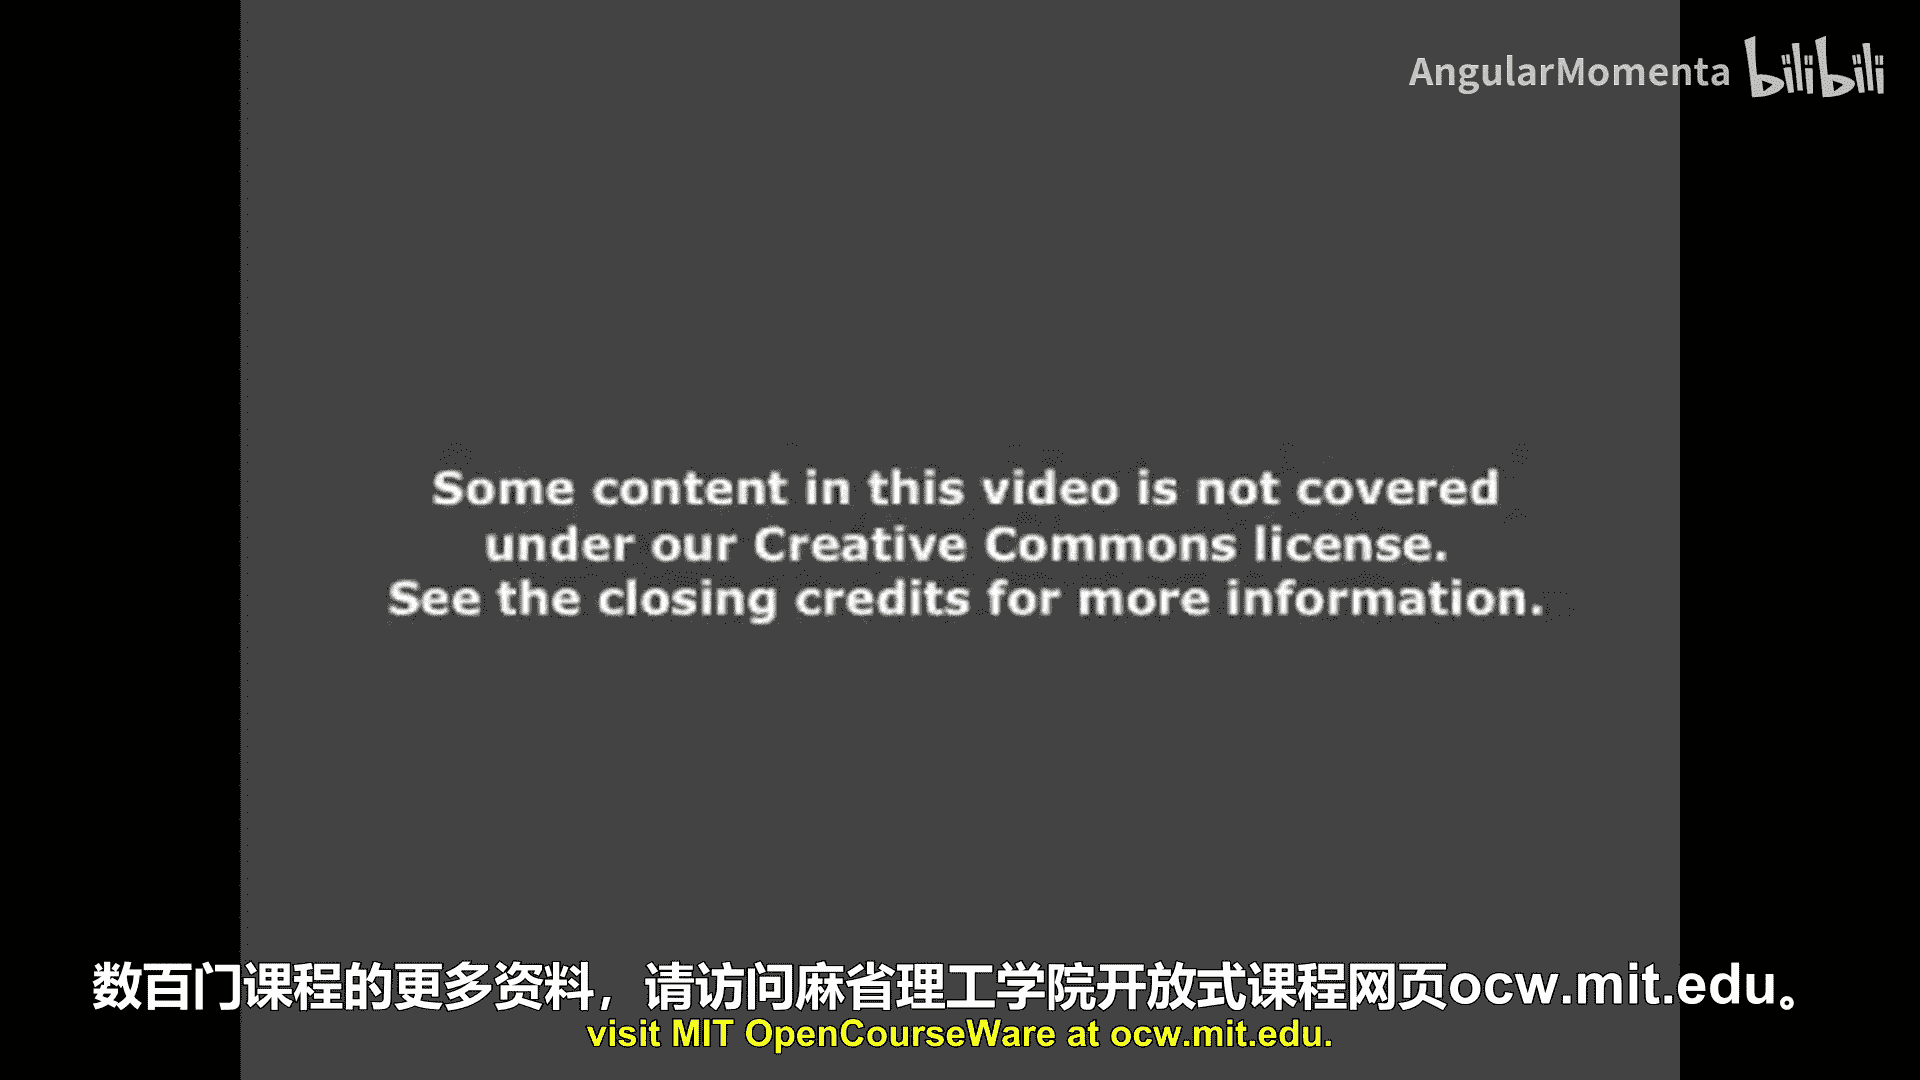 AngularMomenta bilibili
Some content in this video is not covered
under our Creative Commons license.
See the closing credits for more information.
数百门课程的更多资料，请访问麻省理工学院开放式课程网页ocw.mit.edu。
visit MIT OpenCourseWare at ocw.mit.edu.